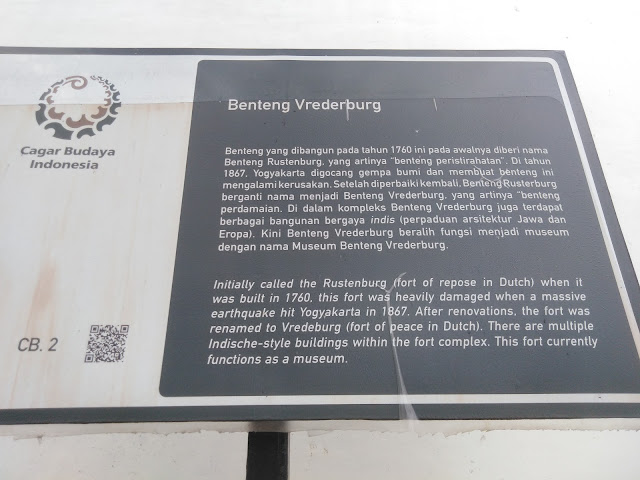 Cagar Budaya
Indonesia
CB. 2
Benteng Vrederburg
Benteng yang dibangun pada tahun 1760 ini pada awalnya diberi nama
Benteng Rustenburg, yang artinya "benteng peristirahatan". Di tahun
1867, Yogyakarta digocang gempa bumi dan membuat benteng ini
mengalami kerusakan. Setelah diperbaiki kembali, Benteng Rusterburg
berganti nama menjadi Benteng Vrederburg, yang artinya "benteng
perdamaian. Di dalam kompleks Benteng Vrederburg juga terdapat
berbagai bangunan bergaya indis (perpaduan arsitektur Jawa dan
Eropa). Kini Benteng Vrederburg beralih fungsi menjadi museum
dengan nama Museum Benteng Vrederburg.
Initially called the Rustenburg (fort of repose in Dutch) when it
was built in 1760, this fort was heavily damaged when a massive
earthquake hit Yogyakarta in 1867. After renovations, the fort was
renamed to Vredeburg (fort of peace in Dutch). There are multiple
Indische-style buildings within the fort complex. This fort currently
functions as a museum.